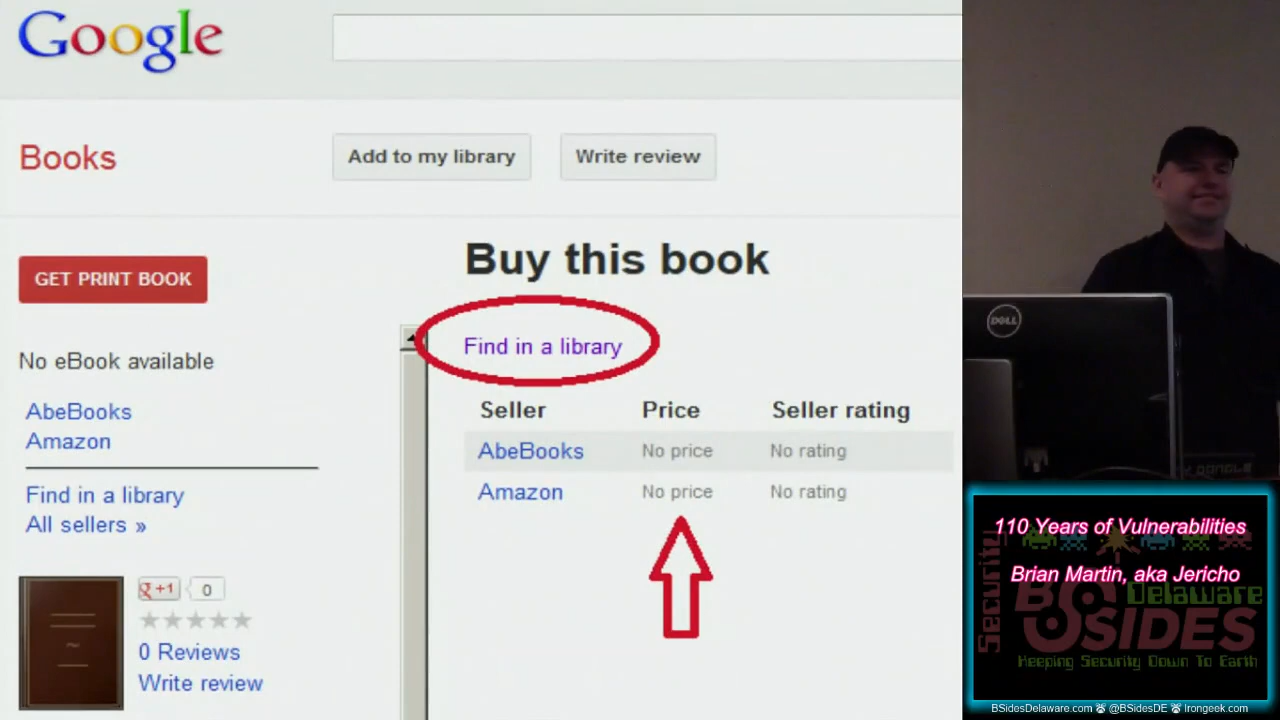 Google
Books
Add to my library
Write review
GET PRINT BOOK
No eBook available
AbeBooks
Amazon
Find in a library
All sellers »
g +1
0
0 Reviews
Write review
Buy this book
Find in a library
Seller Price Seller rating
AbeBooks No price No rating
Amazon No price No rating
DELL
110 Years of Vulnerabilities
Brian Martin, aka Jericho
Security
BSIDES
Delaware
Keeping Security Down To Earth
BSidesDelaware.com @BSidesDE Irongeek.com